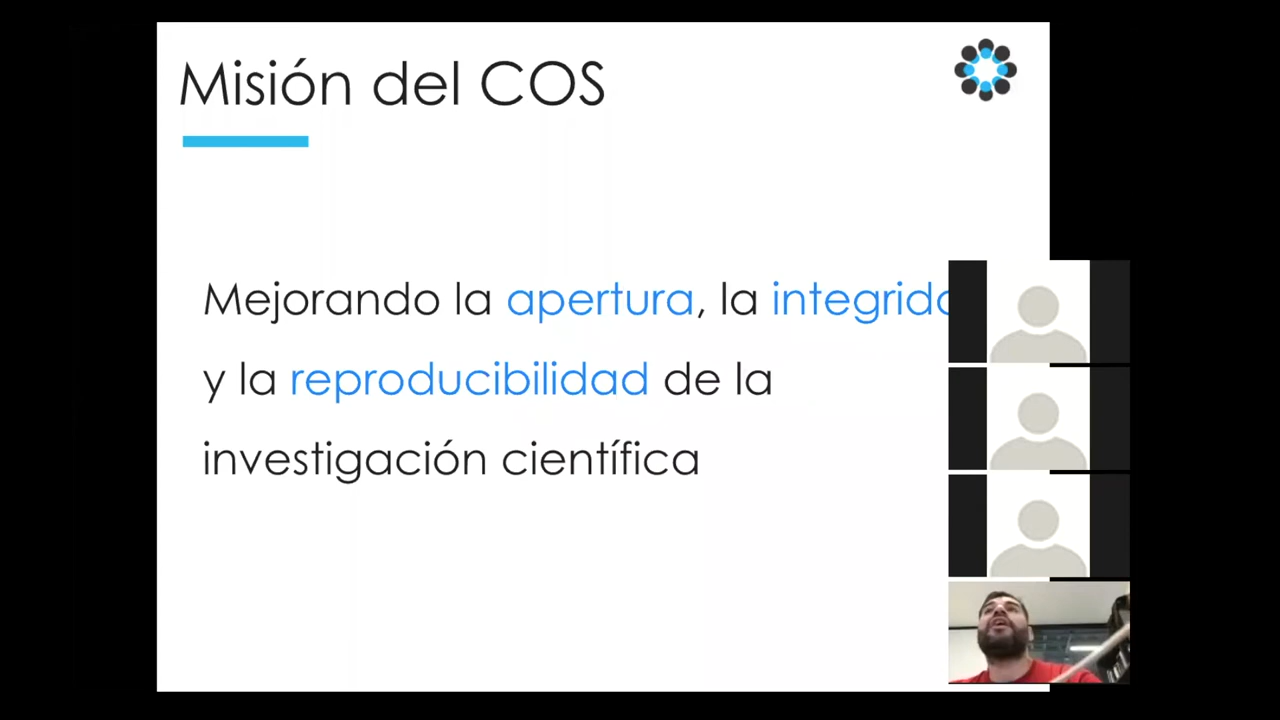 Misión del COS
Mejorando la apertura, la
y la reproducibilidad de la
investigación científica